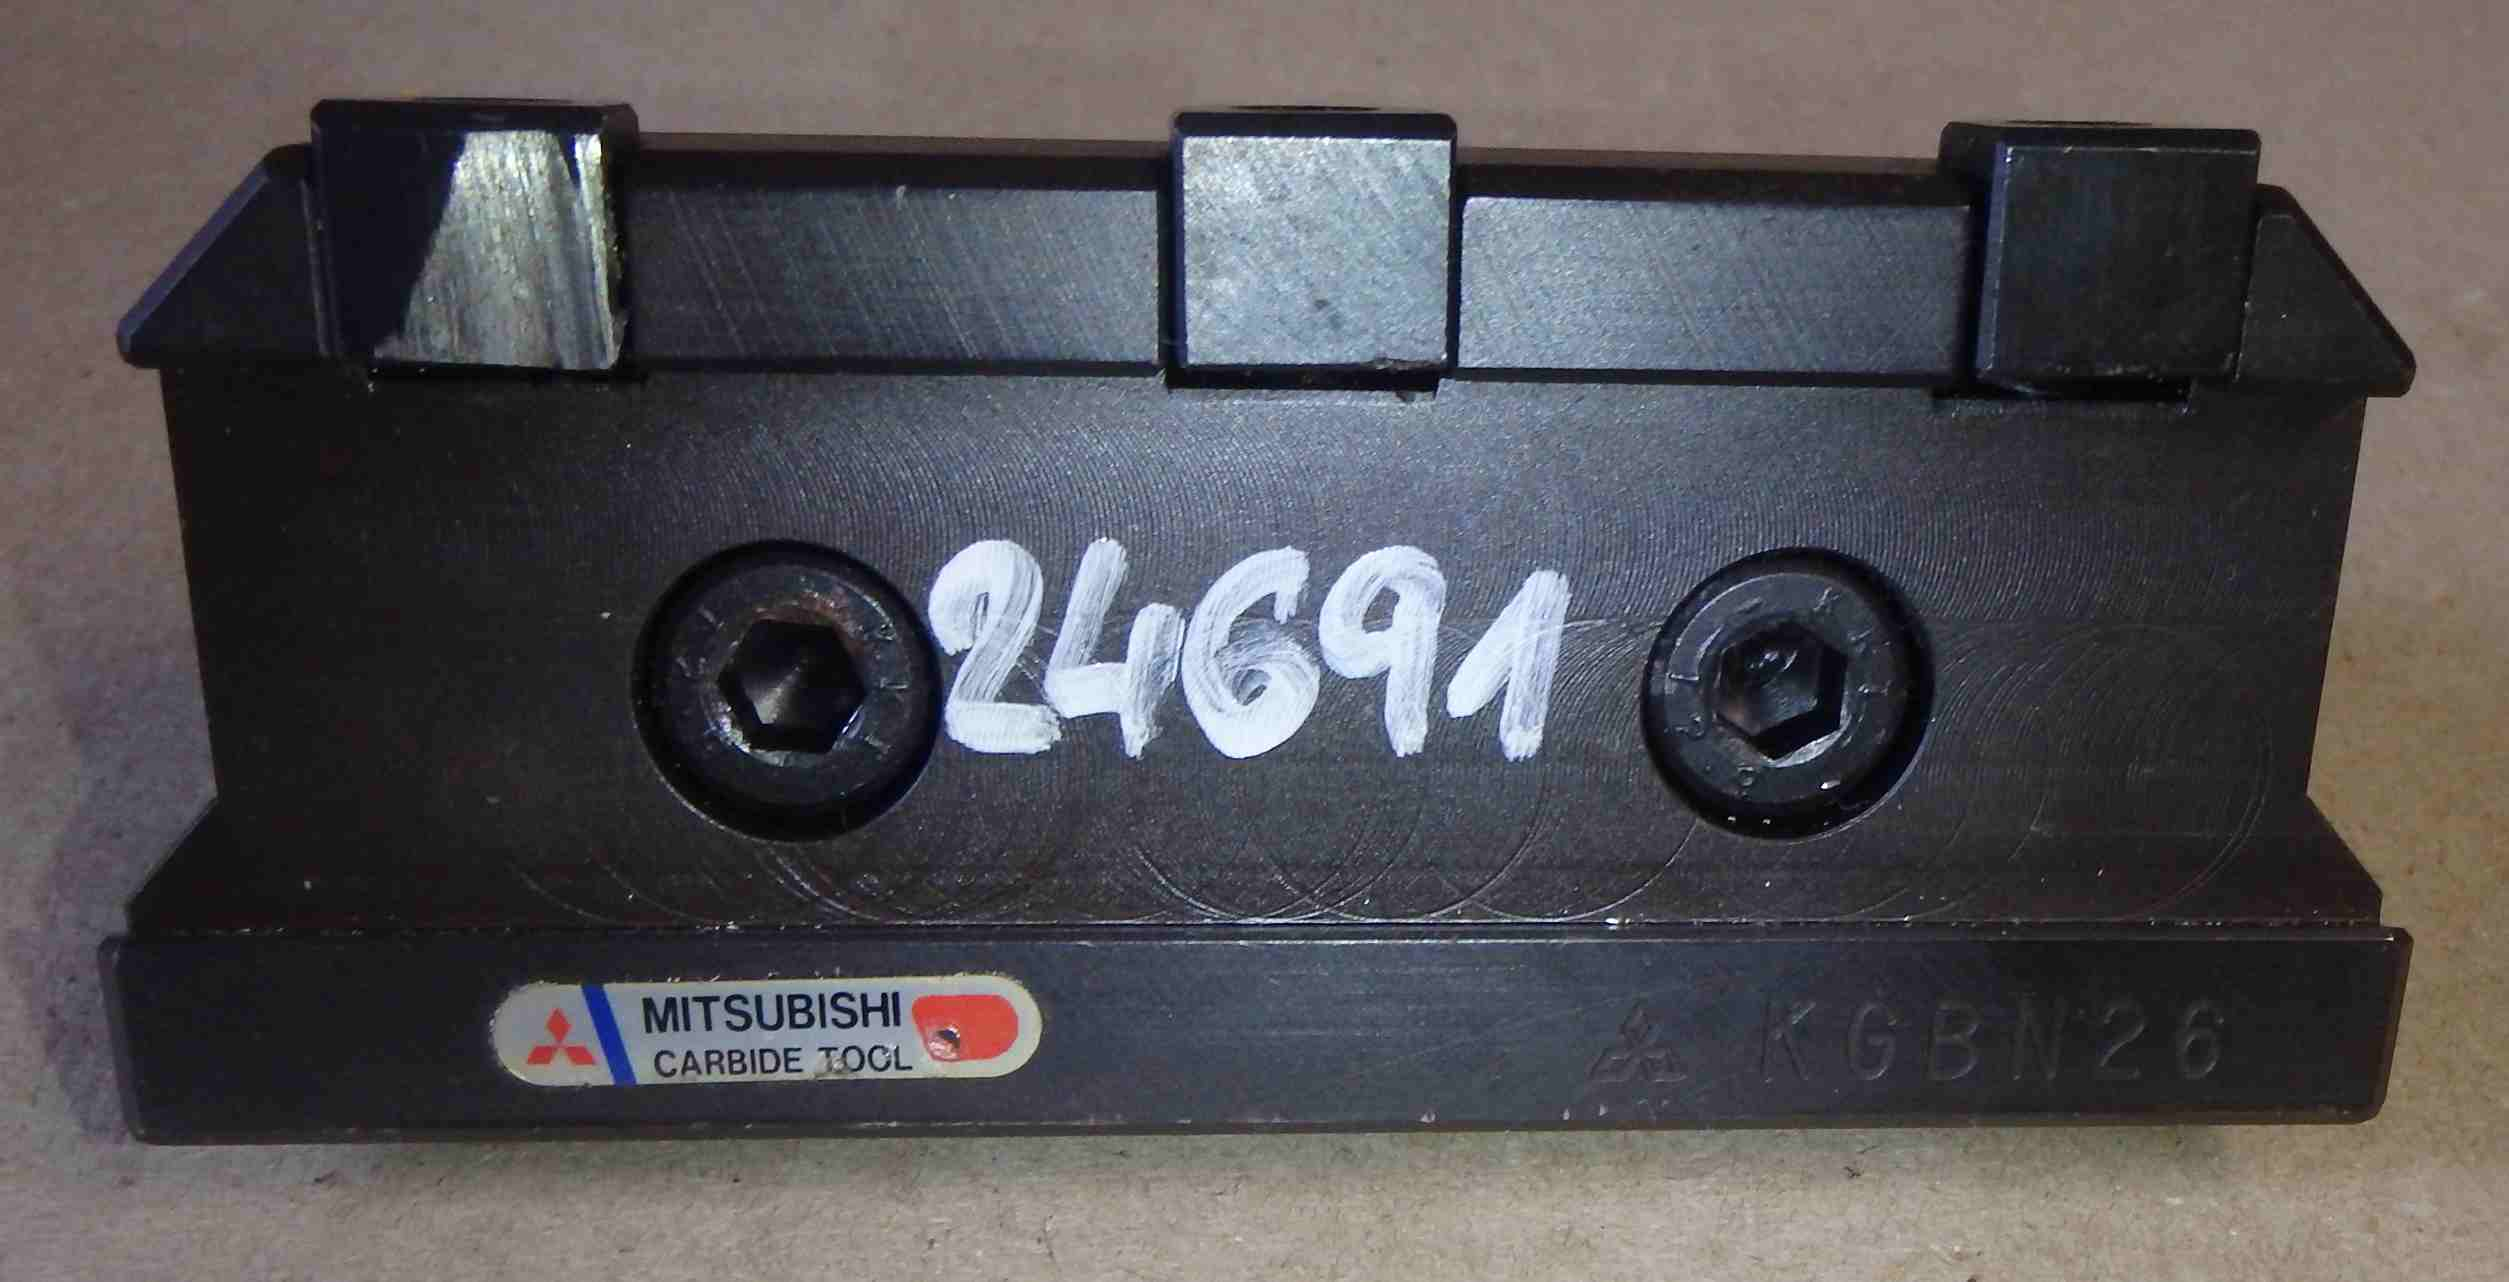 24691
MITSUBISHI
CARBIDE TOOL
KGBN26